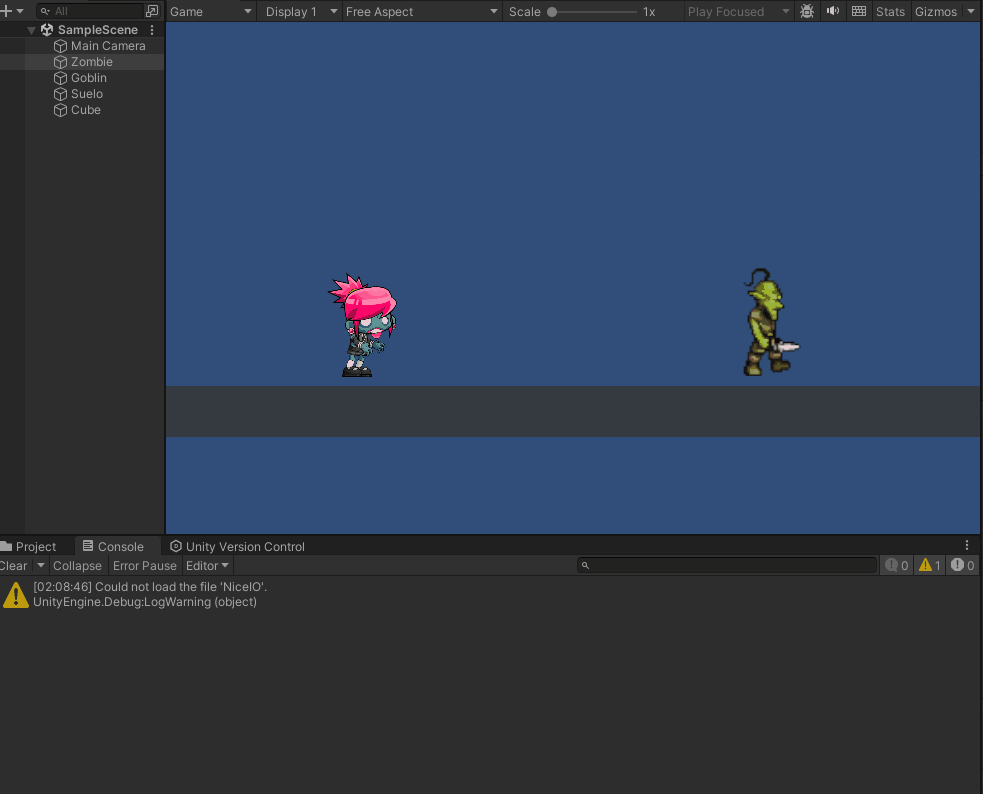 All
Game
Display 1
Free Aspect
Scale
1x
Play Focused
Stats
Gizmos
SampleScene
Main Camera
Zombie
Goblin
Suelo
Cube
Project
Console
Unity Version Control
Clear
Collapse
Error Pause
Editor
0
1
0
[02:08:46] Could not load the file 'NiceIO'.
UnityEngine.Debug:LogWarning (object)